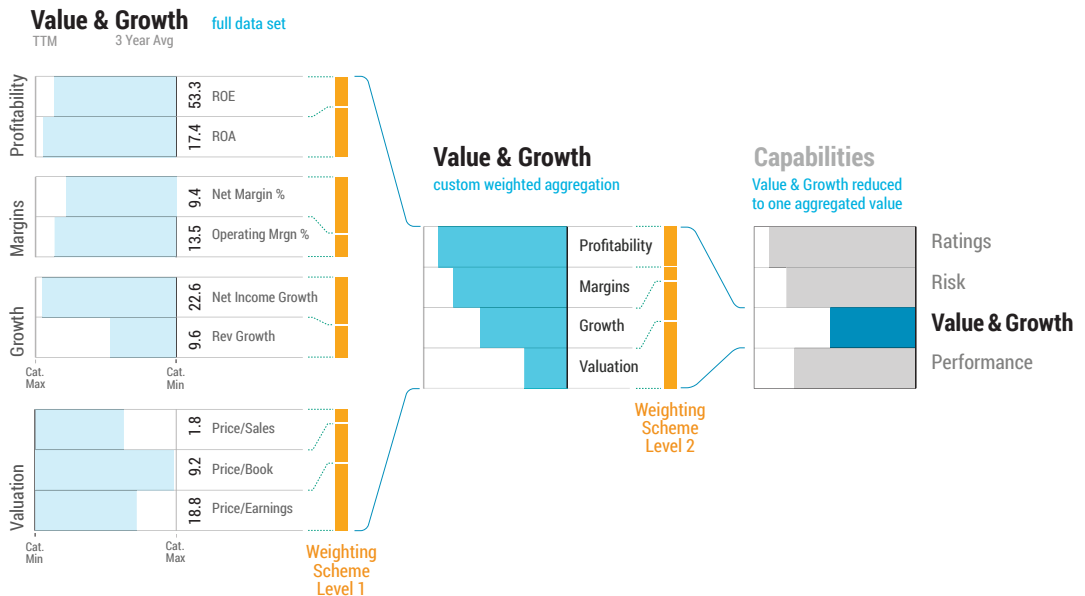 Value & Growth
full data set
TTM
3 Year Avg
Profitability
53.3
ROE
17.4
ROA
Margins
9.4
Net Margin %
13.5
Operating Mrgn %
Growth
22.6
Net Income Growth
9.6
Rev Growth
Cat.
Max
Cat.
Min
Valuation
1.8
Price/Sales
9.2
Price/Book
18.8
Price/Earnings
Cat.
Min
Cat.
Max
Weighting
Scheme
Level 1
Value & Growth
custom weighted aggregation
Profitability
Margins
Growth
Valuation
Weighting
Scheme
Level 2
Capabilities
Value & Growth reduced
to one aggregated value
Ratings
Risk
Value & Growth
Performance